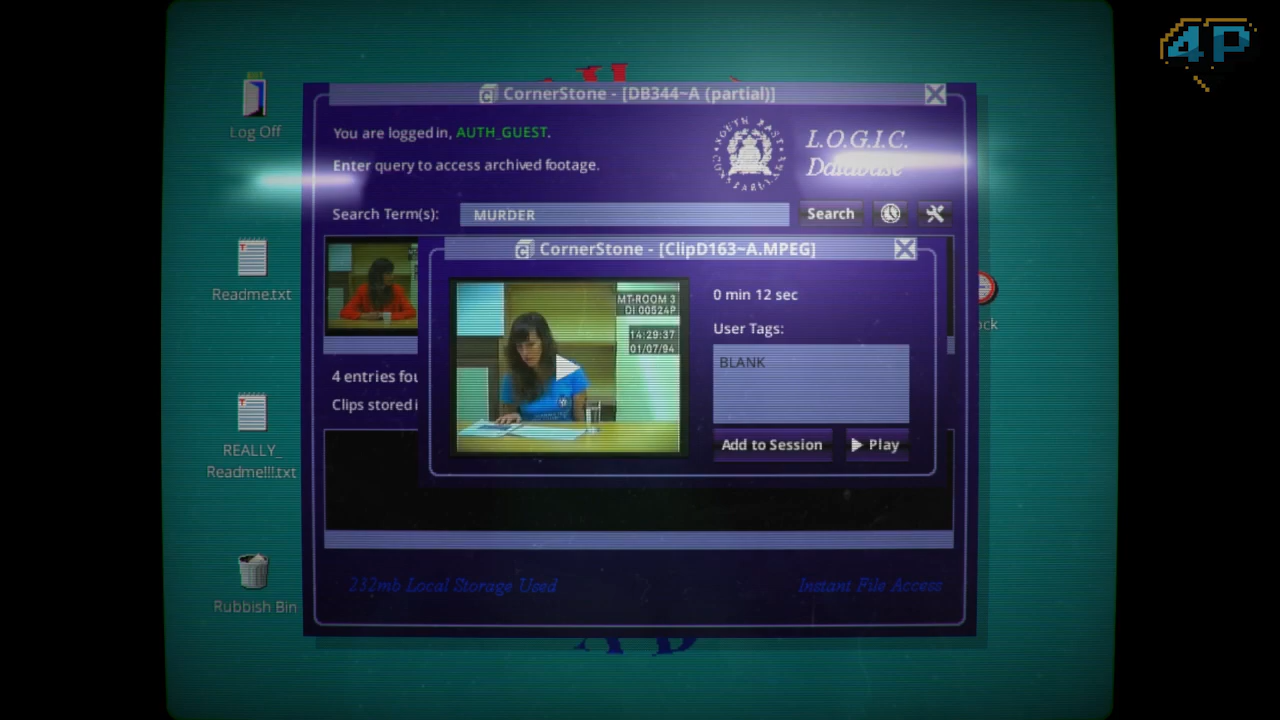 4P
CornerStone - [DB344~A (partial)]
Log Off
You are logged in, AUTH_GUEST.
Enter query to access archived footage.
SOUTH EAST
L.O.G.I.C.
Database
Search Term(s):
MURDER
Search
CornerStone - [ClipD163~A.MPEG]
Readme.txt
MT-ROOM 3
DI 00524P
14:29:37
01/07/94
0 min 12 sec
User Tags:
BLANK
4 entries fou
Clips stored i
Add to Session
Play
REALLY_
Readme!!!.txt
232mb Local Storage Used
Instant File Access
Rubbish Bin